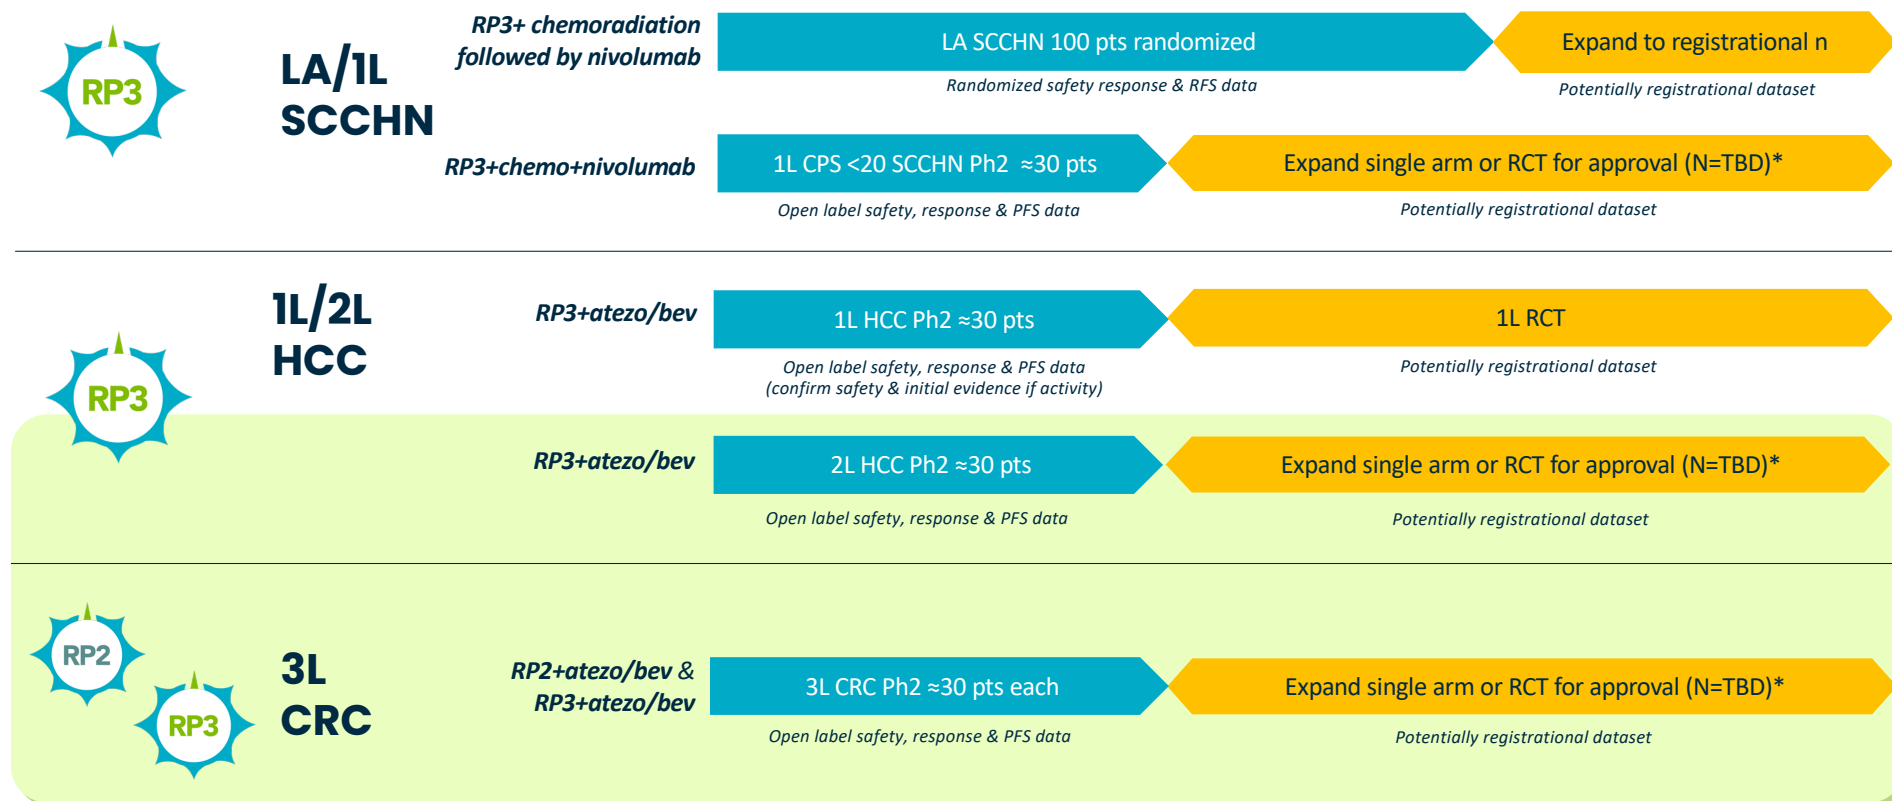 RP3
LA/1L
SCCHN
RP3+ chemoradiation
followed by nivolumab
LA SCCHN 100 pts randomized
Expand to registrational n
Randomized safety response & RFS data
Potentially registrational dataset
RP3+chemo+nivolumab
1L CPS <20 SCCHN Ph2 ≈30 pts
Expand single arm or RCT for approval (N=TBD)*
Open label safety, response & PFS data
Potentially registrational dataset
RP3
1L/2L
HCC
RP3+atezo/bev
1L HCC Ph2 ≈30 pts
1L RCT
Open label safety, response & PFS data
(confirm safety & initial evidence if activity)
Potentially registrational dataset
RP3+atezo/bev
2L HCC Ph2 ≈30 pts
Expand single arm or RCT for approval (N=TBD)*
Open label safety, response & PFS data
Potentially registrational dataset
RP2
RP3
3L
CRC
RP2+atezo/bev &
RP3+atezo/bev
3L CRC Ph2 ≈30 pts each
Expand single arm or RCT for approval (N=TBD)*
Open label safety, response & PFS data
Potentially registrational dataset